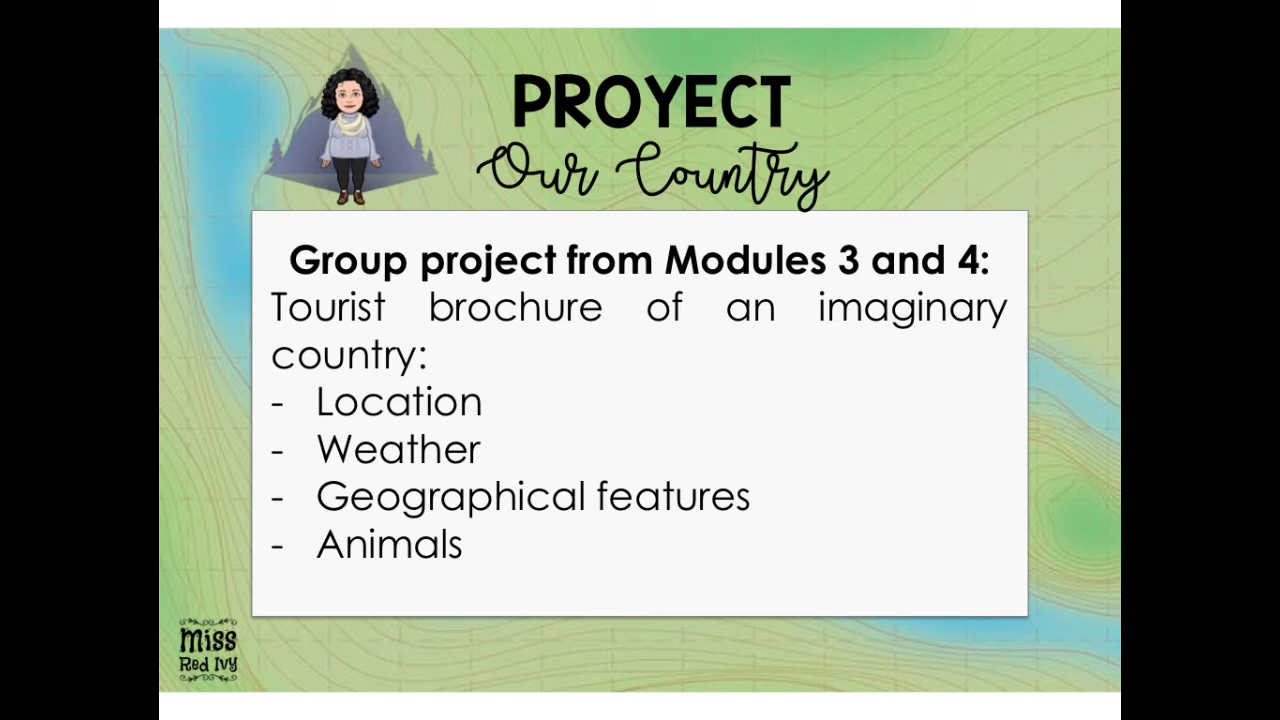 PROYECT
Our Country
Group project from Modules 3 and 4:
Tourist brochure of an imaginary
country:
- Location
- Weather
- Geographical features
- Animals
Miss
Red Ivy